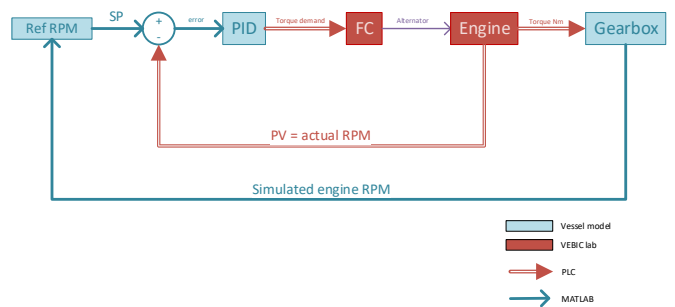 Ref RPM
SP
+
-
error
PID
Torque demand
FC
Alternator
Engine
Torque Nm
Gearbox
PV = actual RPM
Simulated engine RPM
Vessel model
VEBIC lab
PLC
MATLAB